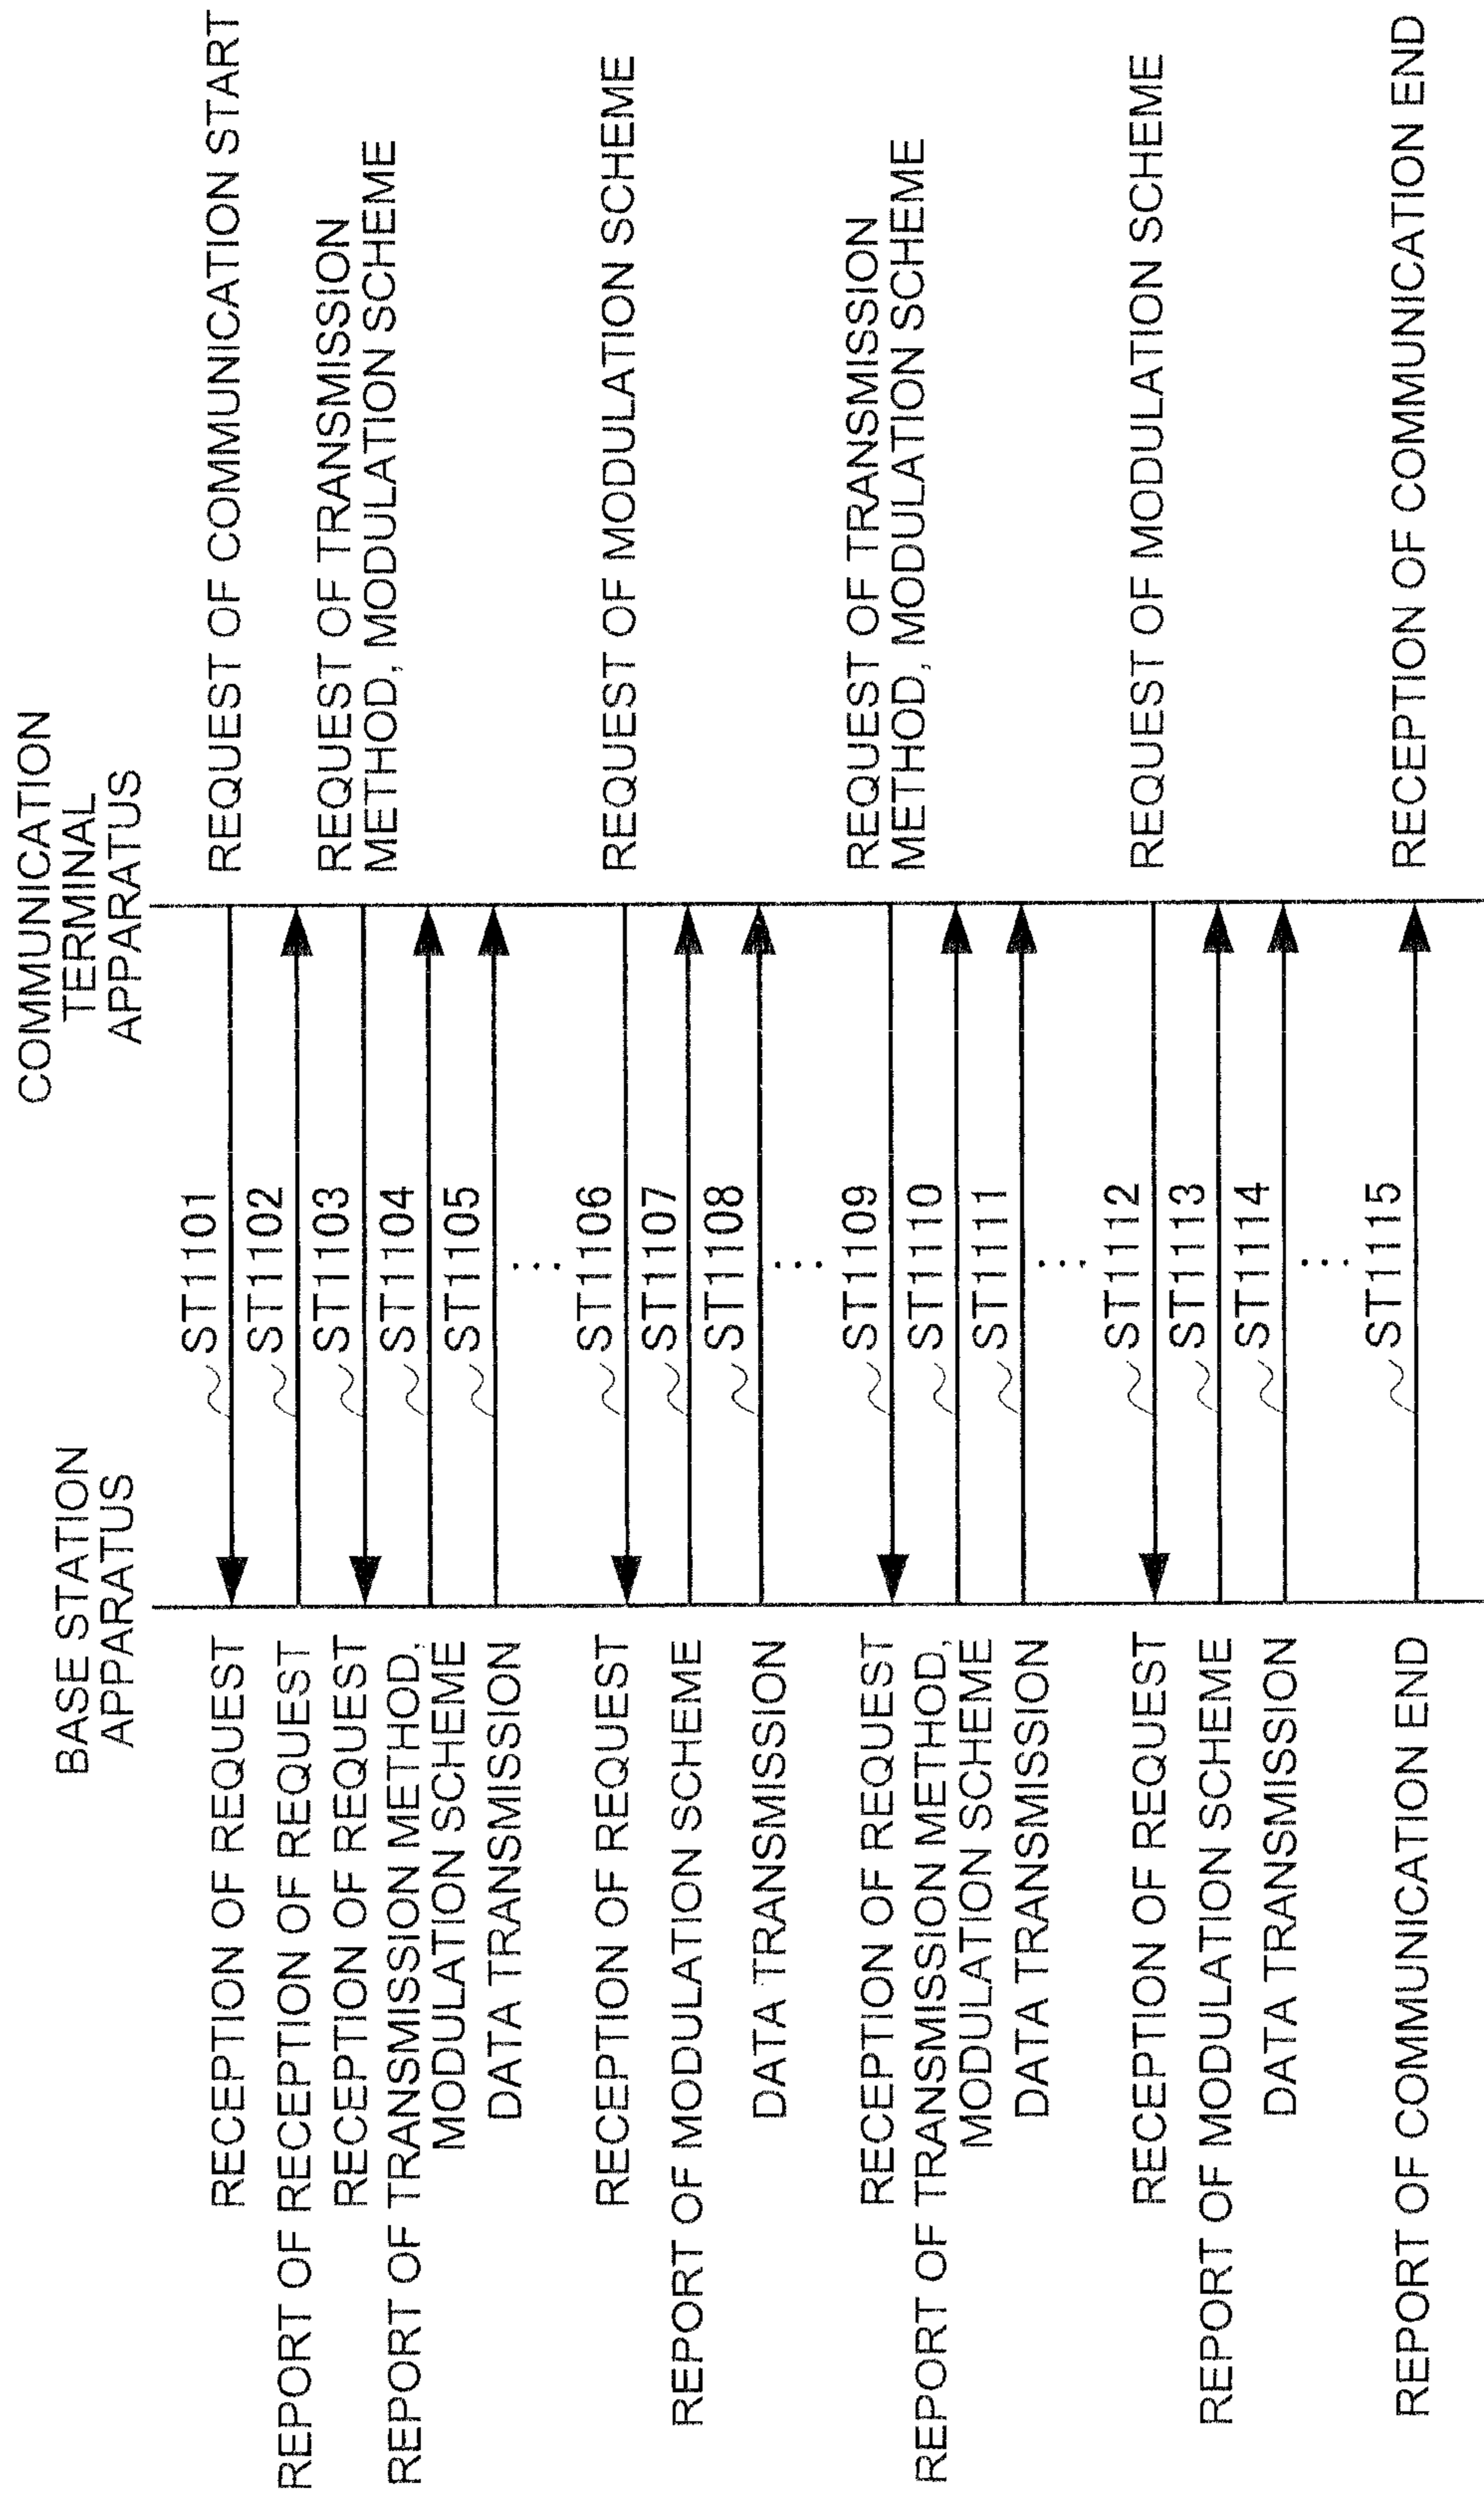 BASE STATION
APPARATUS
COMMUNICATION
TERMINAL
APPARATUS
RECEPTION OF REQUEST
ST1101
REQUEST OF COMMUNICATION START
REPORT OF RECEPTION OF REQUEST
ST1102
RECEPTION OF REQUEST
ST1103
REQUEST OF TRANSMISSION
METHOD, MODULATION SCHEME
REPORT OF TRANSMISSION METHOD,
MODULATION SCHEME
ST1104
DATA TRANSMISSION
ST1105
...
RECEPTION OF REQUEST
ST1106
REQUEST OF MODULATION SCHEME
REPORT OF MODULATION SCHEME
ST1107
DATA TRANSMISSION
ST1108
...
RECEPTION OF REQUEST
ST1109
REQUEST OF TRANSMISSION
METHOD, MODULATION SCHEME
REPORT OF TRANSMISSION METHOD,
MODULATION SCHEME
ST1110
DATA TRANSMISSION
ST1111
...
RECEPTION OF REQUEST
ST1112
REQUEST OF MODULATION SCHEME
REPORT OF MODULATION SCHEME
ST1113
DATA TRANSMISSION
ST1114
...
REPORT OF COMMUNICATION END
ST1115
RECEPTION OF COMMUNICATION END